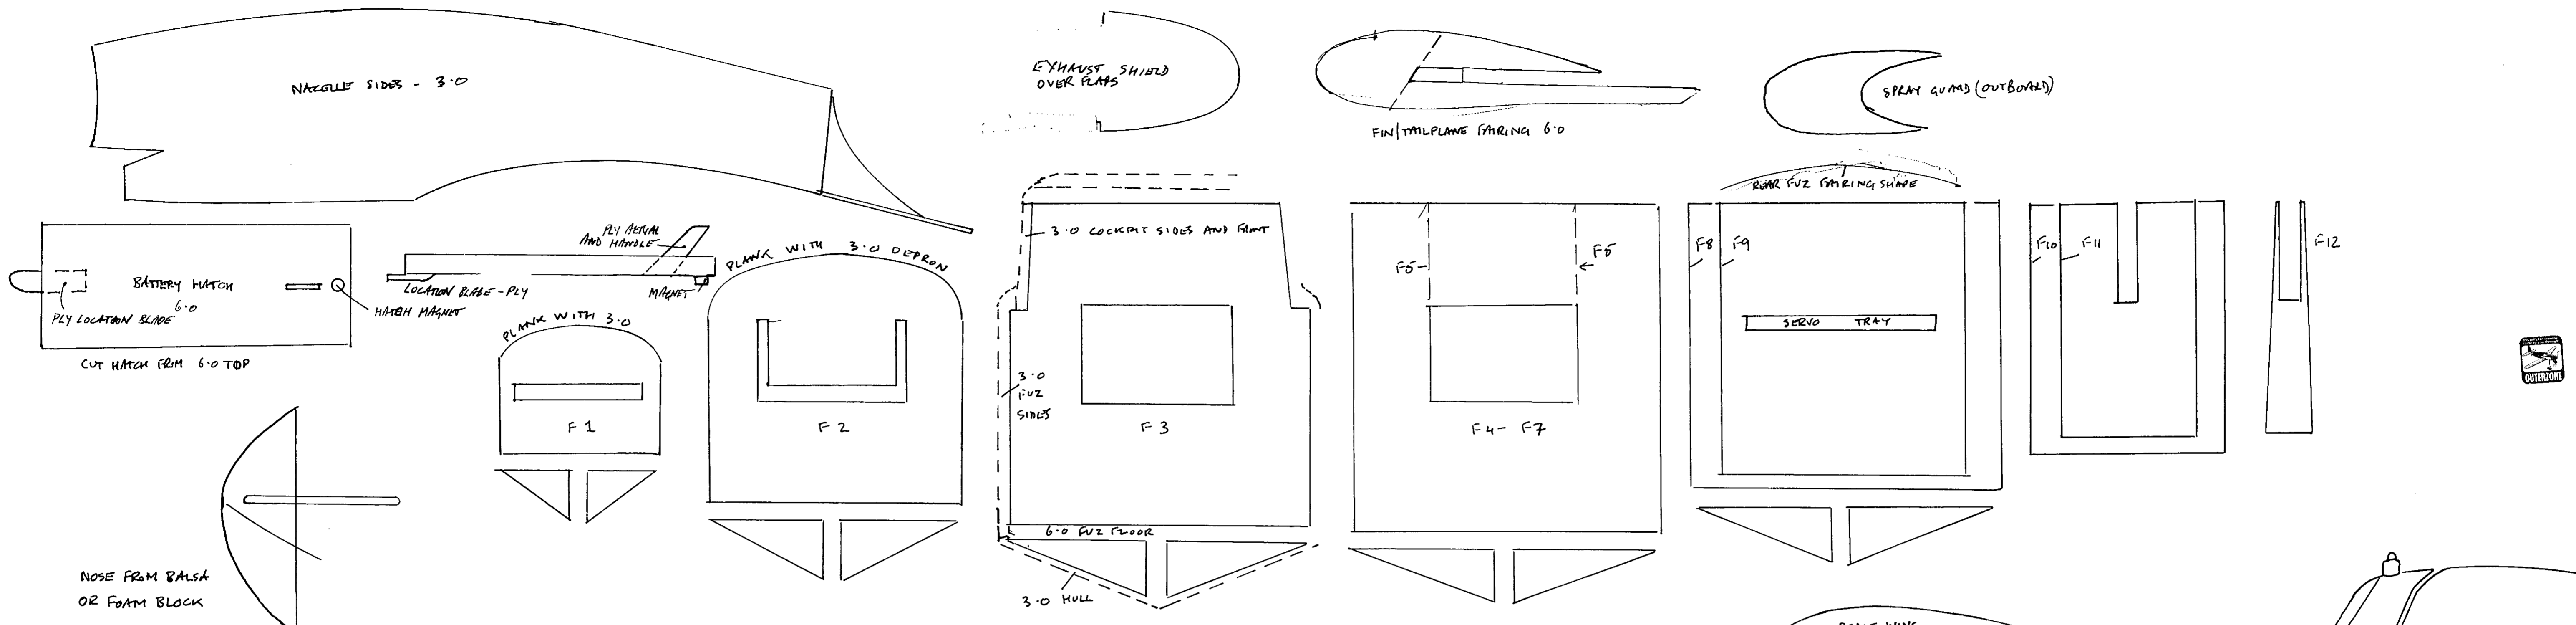 NACELLE SIDES - 3.0
EXHAUST SHIELD
OVER FLAPS
FIN/TAILPLANE FAIRING 6.0
SPRAY GUARD (OUTBOARD)
REAR FUZ FAIRING SHAPE
PLY AERIAL
AND HANDLE
BATTERY HATCH
6.0
PLY LOCATION BLADE
HATCH MAGNET
CUT HATCH FROM 6.0 TOP
LOCATION BLADE - PLY
MAGNET
PLANK WITH 3.0
F 1
PLANK WITH 3.0 DEPRON
F 2
3.0 COCKPIT SIDES AND FRONT
3.0
FUZ
SIDES
F 3
6.0 FUZ FLOOR
3.0 HULL
F5
F5
F4 - F7
F8
F9
SERVO TRAY
F10
F11
F12
OUTERZONE
NOSE FROM BALSA
OR FOAM BLOCK